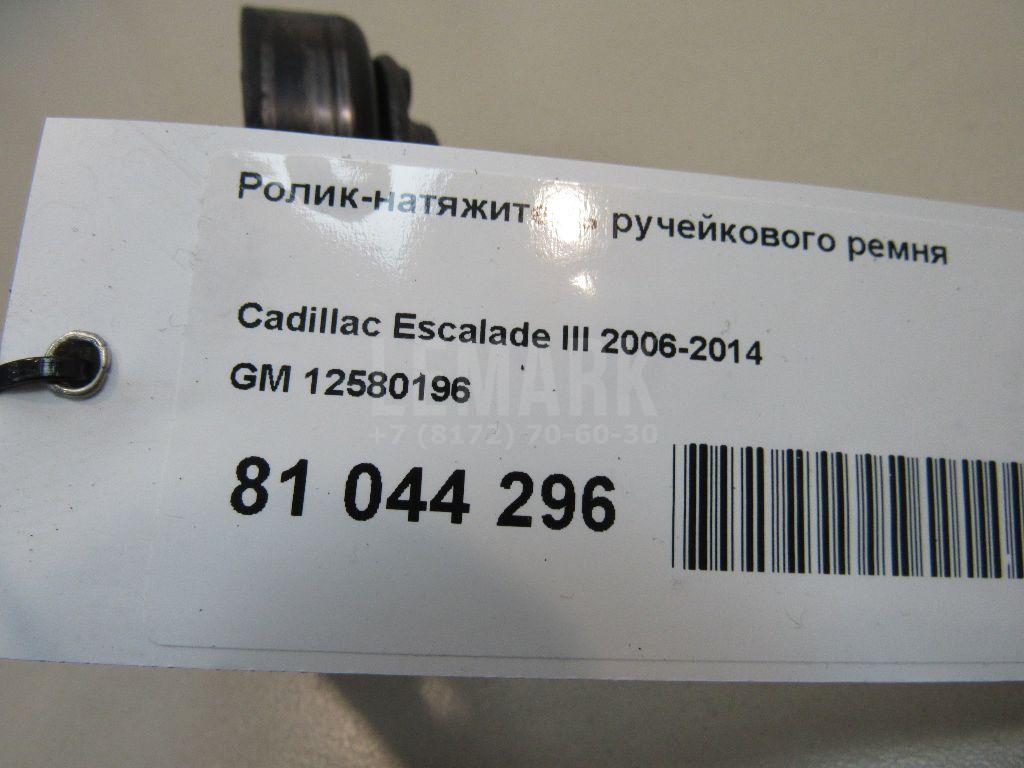 Ролик-натяжитель ручейкового ремня
Cadillac Escalade III 2006-2014
GM 12580196
LEMARK
+7 (8172) 70-60-30
81 044 296